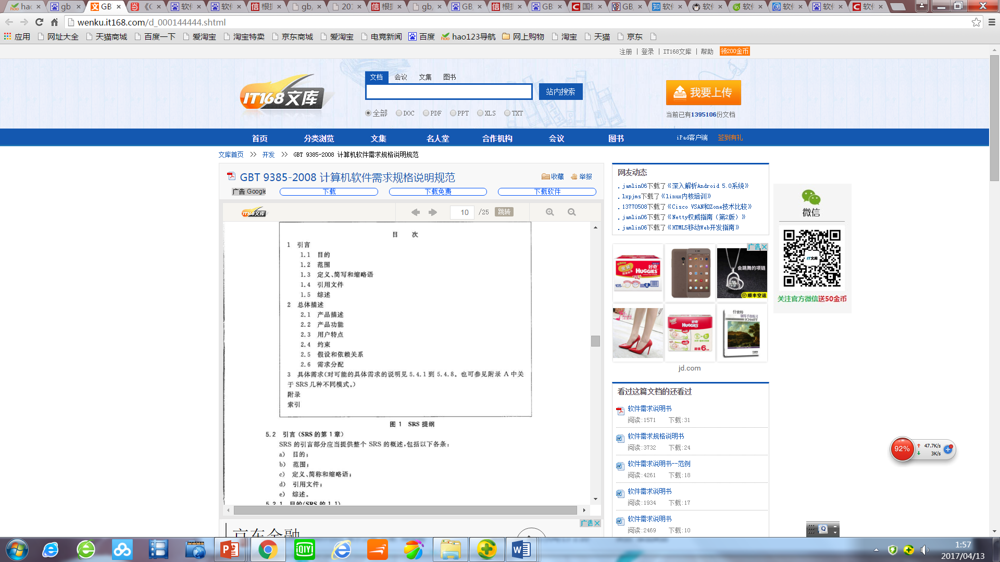 hao
gb
GB
《C
软件
软件
根据
gb/
201
根据
gb/
GB/
根据
GB
国标
GB
软件
软件
软件
软件
软件
软件
wenku.it168.com/d_000144444.shtml
应用 网址大全 天猫商城 百度一下 爱淘宝 淘宝特卖 京东商城 爱淘宝 电竞新闻 百度 hao123导航 网上购物 淘宝 天猫 京东
注册 | 登录 | IT168文库 | 帮助 领200金币
IT168文库
文档 会议 文集 图书
站内搜索
全部 DOC PDF PPT XLS TXT
我要上传
当前已有1395106份文档
首页 分类浏览 文集 名人堂 合作机构 会议 图书 iPad客户端 签到有礼
文库首页 >> 开发 >> GBT 9385-2008 计算机软件需求规格说明规范
GBT 9385-2008 计算机软件需求规格说明规范
收藏 举报
广告 Google 下载 下载免费 下载软件
IT168文库 10 /25 跳转
目 次
1 引言
1.1 目的
1.2 范围
1.3 定义、简写和缩略语
1.4 引用文件
1.5 综述
2 总体描述
2.1 产品描述
2.2 产品功能
2.3 用户特点
2.4 约束
2.5 假设和依赖关系
2.6 需求分配
3 具体需求(对可能的具体需求的说明见 5.4.1 到 5.4.8。也可参见附录 A 中关
于 SRS 几种不同模式。)
附录
索引
图 1 SRS 提纲
5.2 引言(SRS 的第 1 章)
SRS 的引言部分应当提供整个 SRS 的概述,包括以下各条:
a) 目的;
b) 范围;
c) 定义、简称和缩略语;
d) 引用文件;
e) 综述。
5.2.1 目的(SRS 的 1.1)
广告
京东金融
网友动态
. jamlin06下载了《深入解析Android 5.0系统》
. lxpjms下载了《linux内核培训》
. 13770508下载了《Cisco VSAN和Zone技术比较》
. jamlin06下载了《Netty权威指南（第2版）》
. jamlin06下载了《HTML5移动Web开发指南》
广告
好奇
HUGGIES
会跳舞的项链
顺丰空运
好奇
HUGGIES
超值6
什密特
钢琴手指练习
SCHMITT
jd.com
看过这篇文档的还看过
软件需求说明书
阅读:1571 下载:31
软件需求规格说明书
阅读:3732 下载:24
软件需求说明书--范例
阅读:4261 下载:18
软件需求说明书
阅读:1934 下载:17
软件需求说明书
阅读:2469 下载:10
微信
IT文库
关注官方微信送50金币
92%
47.7K/s
3K/s
iQIYI
1:57
2017/04/13